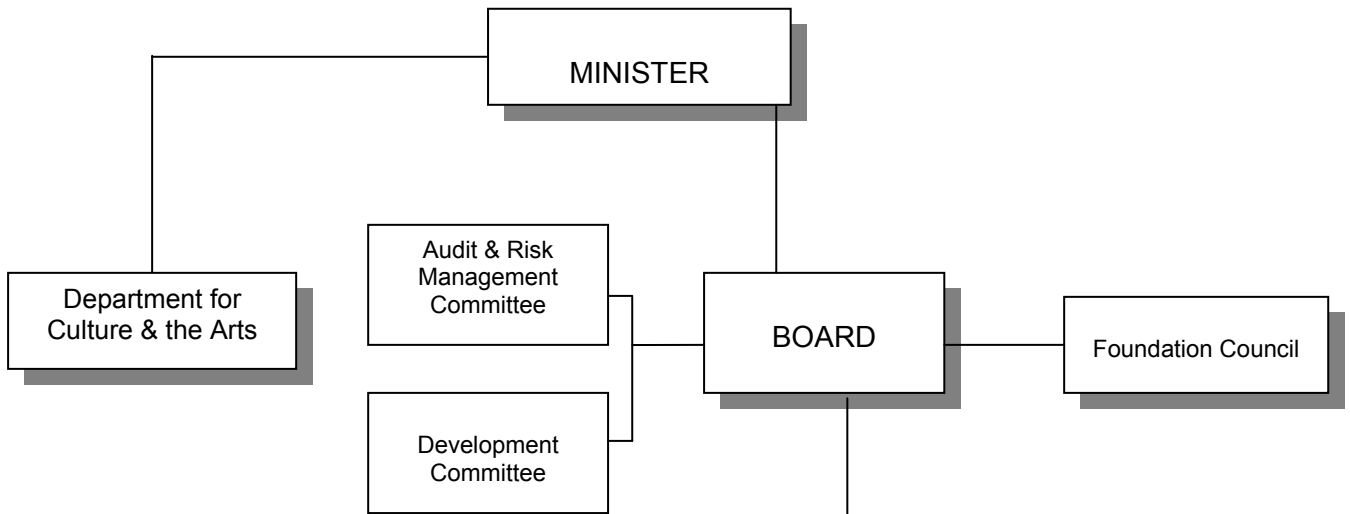 MINISTER
Audit & Risk
Management
Committee
Department for
Culture & the Arts
BOARD
Foundation Council
Development
Committee